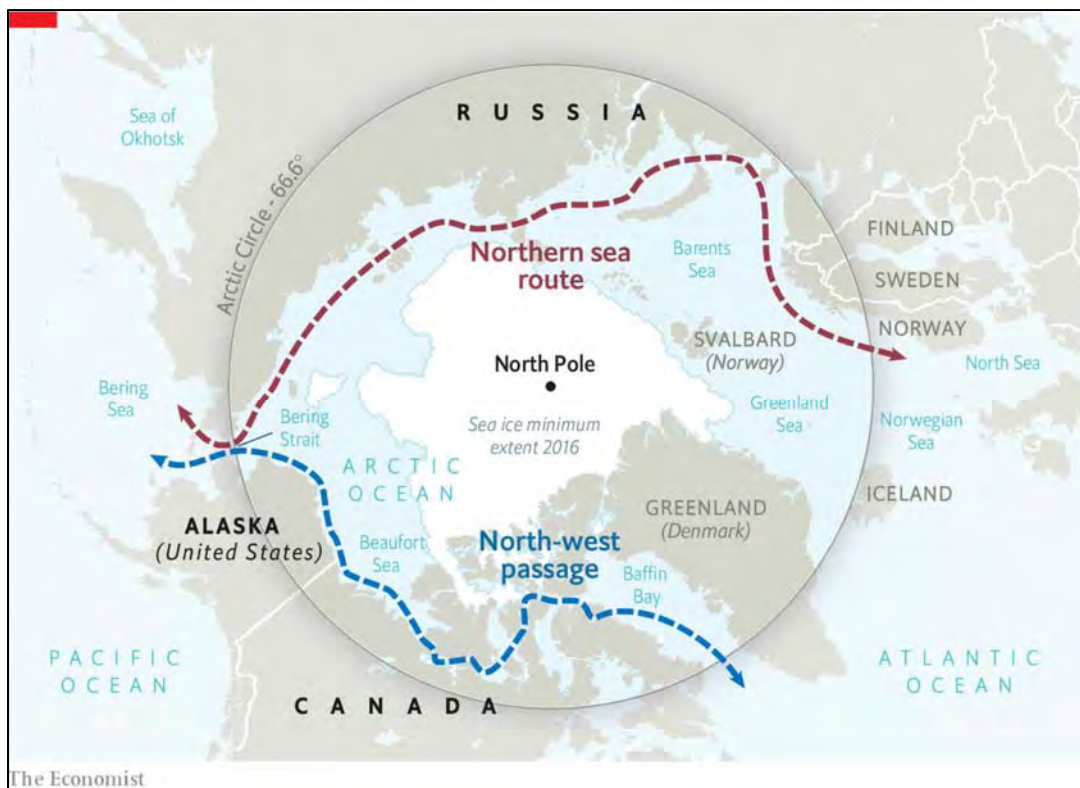 RUSSIA
Sea of
Okhotsk
Arctic Circle - 66.6°
FINLAND
Northern sea
route
Barents
Sea
SWEDEN
SVALBARD
(Norway)
NORWAY
North Pole
North Sea
Bering
Sea
Bering
Strait
Sea ice minimum
extent 2016
Greenland
Sea
Norwegian
Sea
ARCTIC
OCEAN
ICELAND
GREENLAND
(Denmark)
ALASKA
(United States)
Beaufort
Sea
North-west
passage
Baffin
Bay
PACIFIC
OCEAN
ATLANTIC
OCEAN
CANADA
The Economist